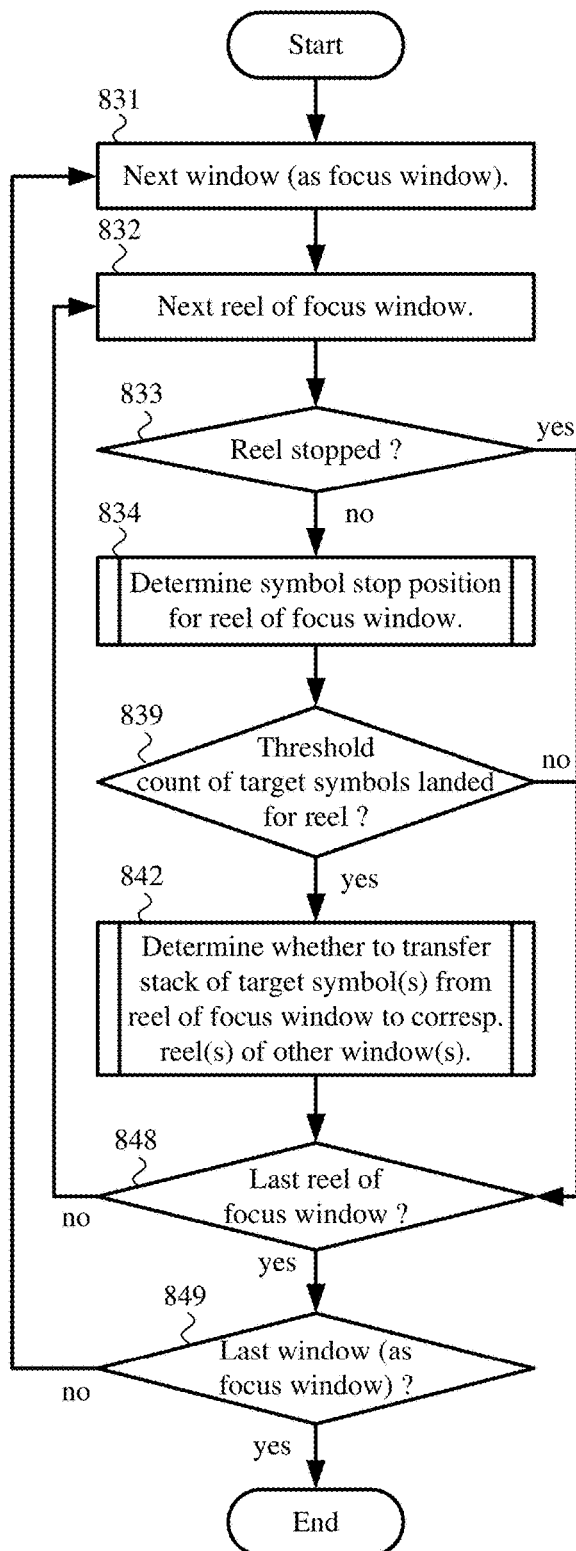 Start
831
Next window (as focus window).
832
Next reel of focus window.
833
Reel stopped ?
yes
no
834
Determine symbol stop position
for reel of focus window.
839
Threshold
count of target symbols landed
for reel ?
no
yes
842
Determine whether to transfer
stack of target symbol(s) from
reel of focus window to corresp.
reel(s) of other window(s).
848
Last reel of
focus window ?
no
yes
849
Last window (as
focus window) ?
no
yes
End